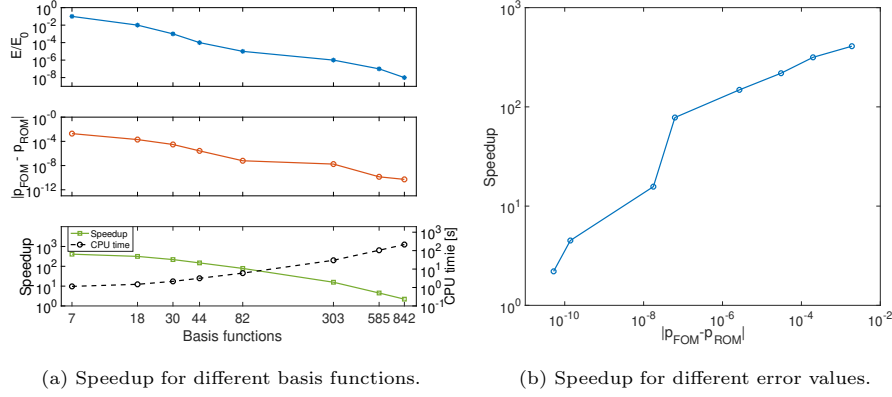 10^0
10^-2
10^-4
10^-6
10^-8
E/E_0
10^-0
10^-4
10^-8
10^-12
|p_FOM - p_ROM|
Speedup
CPU time
10^3
10^2
10^1
10^0
Speedup
10^3
10^2
10^1
10^0
10^-1
CPU timie [s]
7 18 30 44 82 303 585 842
Basis functions
(a) Speedup for different basis functions.
10^3
10^2
10^1
10^0
Speedup
10^-10 10^-8 10^-6 10^-4 10^-2
|p_FOM-p_ROM|
(b) Speedup for different error values.